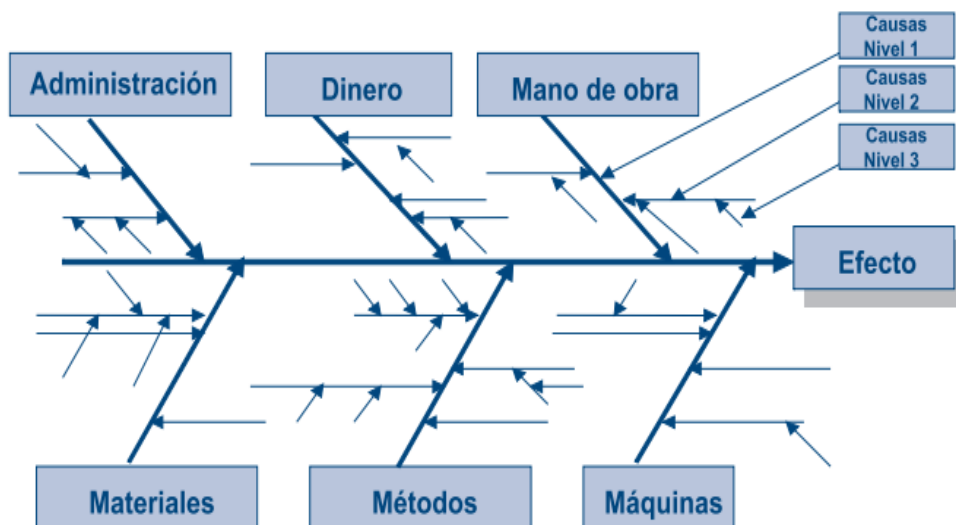 Administración
Dinero
Mano de obra
Causas
Nivel 1
Causas
Nivel 2
Causas
Nivel 3
Efecto
Materiales
Métodos
Máquinas